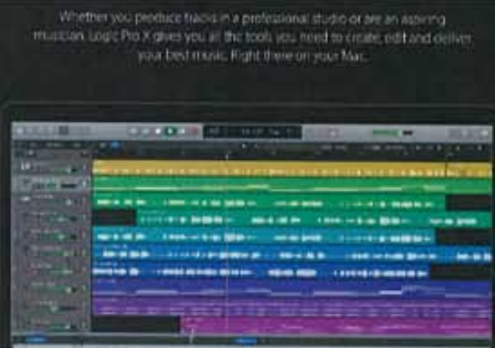 Whether you produce tracks in a professional studio or are an aspiring
musician, Logic Pro X gives you all the tools you need to create, edit and deliver
your best music. Right there on your Mac.